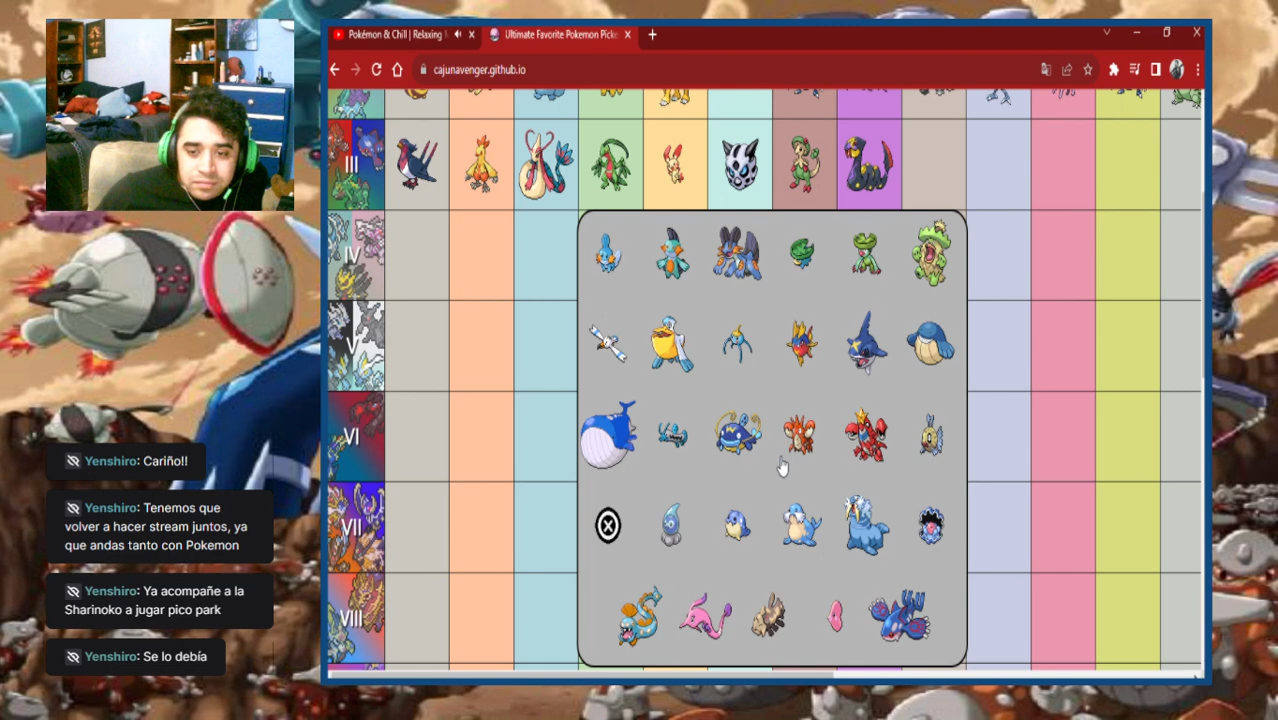 Pokémon & Chill | Relaxing
Ultimate Favorite Pokemon Picke
cajunavenger.github.io
III
IV
V
VI
VII
VIII
Yenshiro: Cariño!!
Yenshiro: Tenemos que
volver a hacer stream juntos, ya
que andas tanto con Pokemon
Yenshiro: Ya acompañe a la
Sharinoko a jugar pico park
Yenshiro: Se lo debía